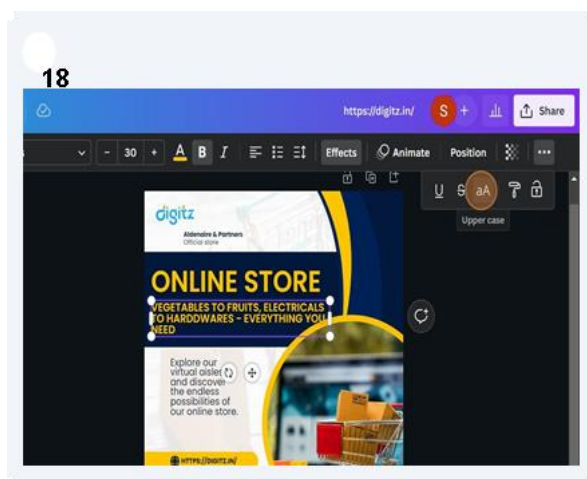 18
https://digitz.in/ S + Share
- 30 + A B I Effects Animate Position ...
U S aA
Upper case
digitz
Aldenaire & Partners
Official store
ONLINE STORE
VEGETABLES TO FRUITS, ELECTRICALS
TO HARDDWARES - EVERYTHING YOU
NEED
Explore our
virtual aisles
and discover
the endless
possibilities of
our online store.
HTTPS://DIGITZ.IN/